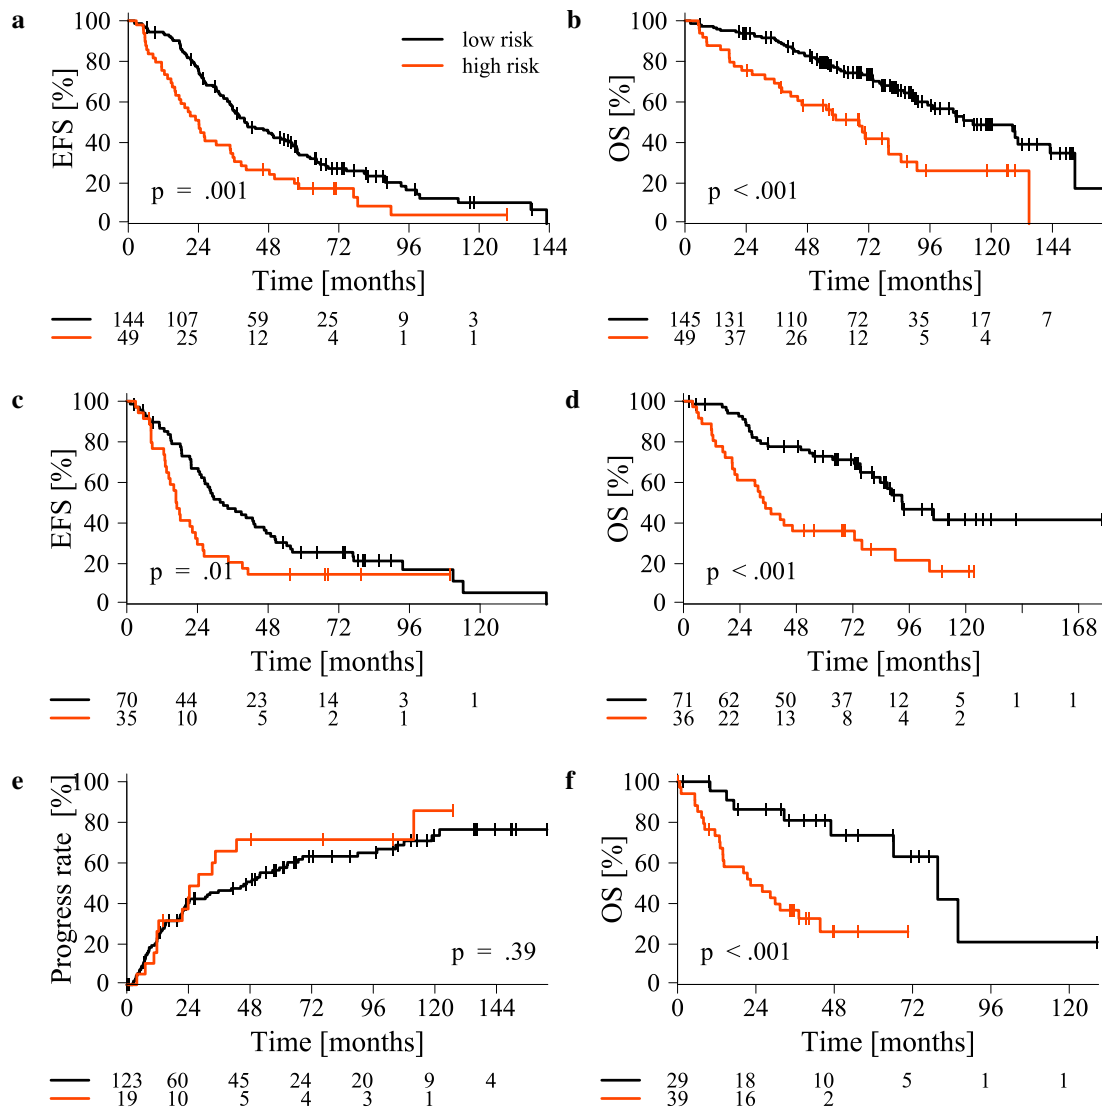 a
100
80
60
40
20
0
EFS [%]
low risk
high risk
p = .001
0 24 48 72 96 120 144
Time [months]
144 107 59 25 9 3
49 25 12 4 1 1
b
100
80
60
40
20
0
OS [%]
p < .001
0 24 48 72 96 120 144
Time [months]
145 131 110 72 35 17 7
49 37 26 12 5 4
c
100
80
60
40
20
0
EFS [%]
p = .01
0 24 48 72 96 120
Time [months]
70 44 23 14 3 1
35 10 5 2 1
d
100
80
60
40
20
0
OS [%]
p < .001
0 24 48 72 96 120 168
Time [months]
71 62 50 37 12 5 1 1
36 22 13 8 4 2
e
100
80
60
40
20
0
Progress rate [%]
p = .39
0 24 48 72 96 120 144
Time [months]
123 60 45 24 20 9 4
19 10 5 4 3 1
f
100
80
60
40
20
0
OS [%]
p < .001
0 24 48 72 96 120
Time [months]
29 18 10 5 1 1
39 16 2